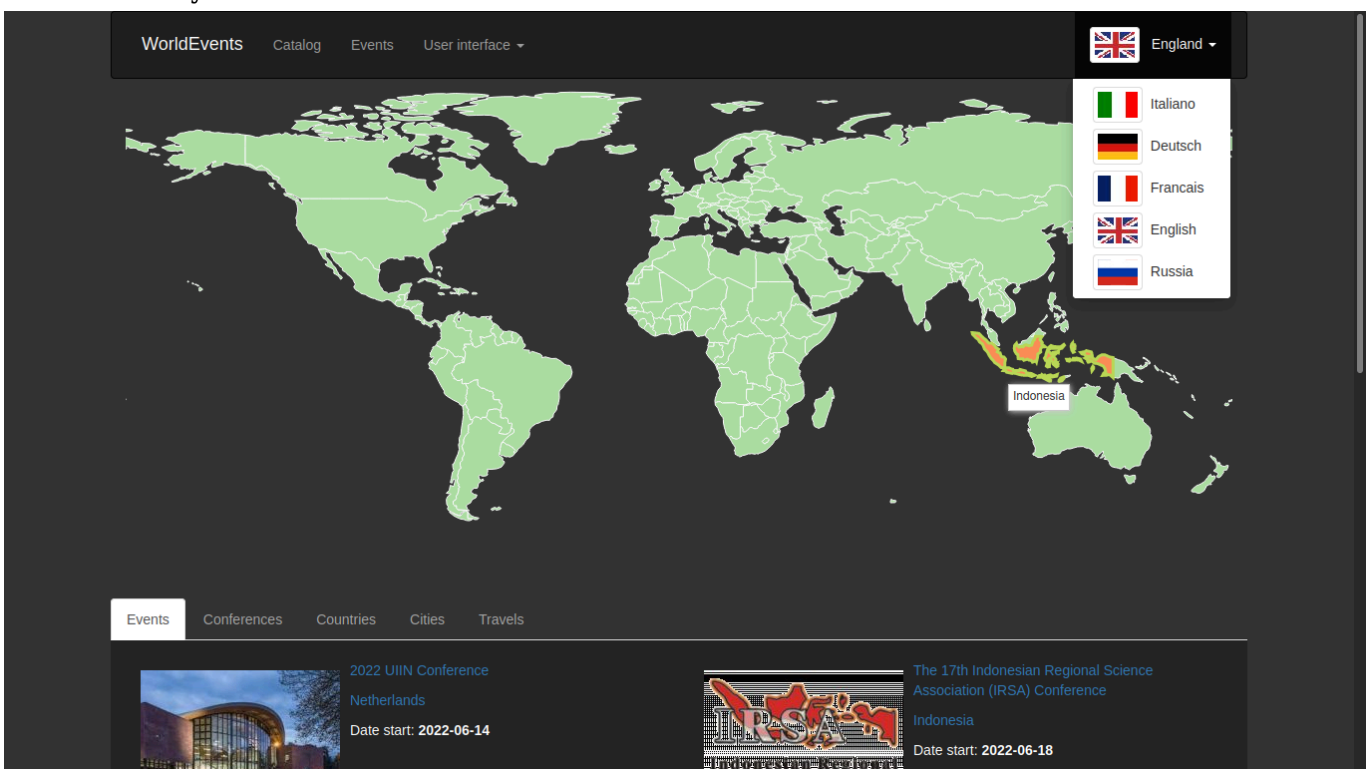 WorldEvents Catalog Events User interface England
Italiano
Deutsch
Francais
English
Russia
Indonesia
Events Conferences Countries Cities Travels
2022 UIIN Conference
Netherlands
Date start: 2022-06-14
IRSA
The 17th Indonesian Regional Science
Association (IRSA) Conference
Indonesia
Date start: 2022-06-18